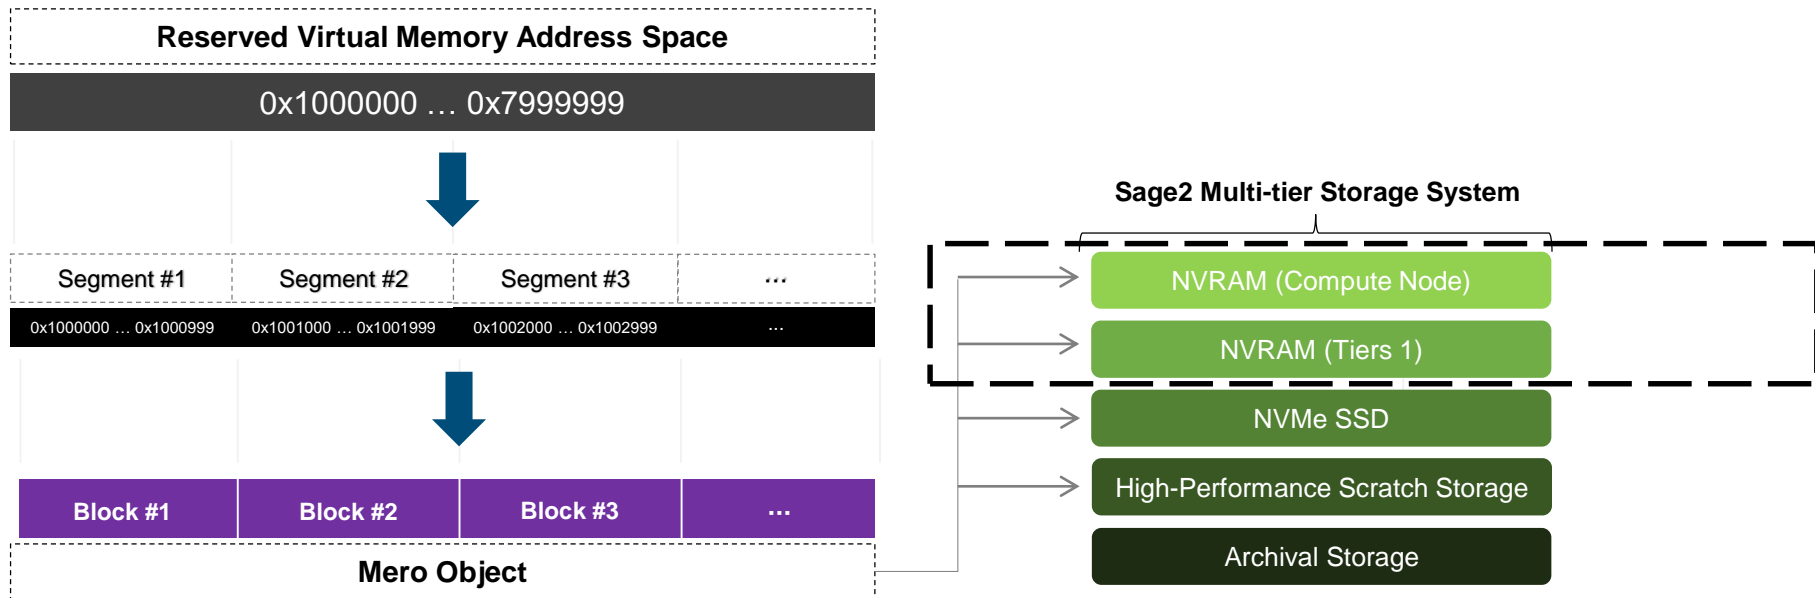 Reserved Virtual Memory Address Space
0x1000000 … 0x7999999
Segment #1 Segment #2 Segment #3 ...
0x1000000 … 0x1000999 0x1001000 … 0x1001999 0x1002000 … 0x1002999 ...
Block #1 Block #2 Block #3 ...
Mero Object
Sage2 Multi-tier Storage System
NVRAM (Compute Node)
NVRAM (Tiers 1)
NVMe SSD
High-Performance Scratch Storage
Archival Storage